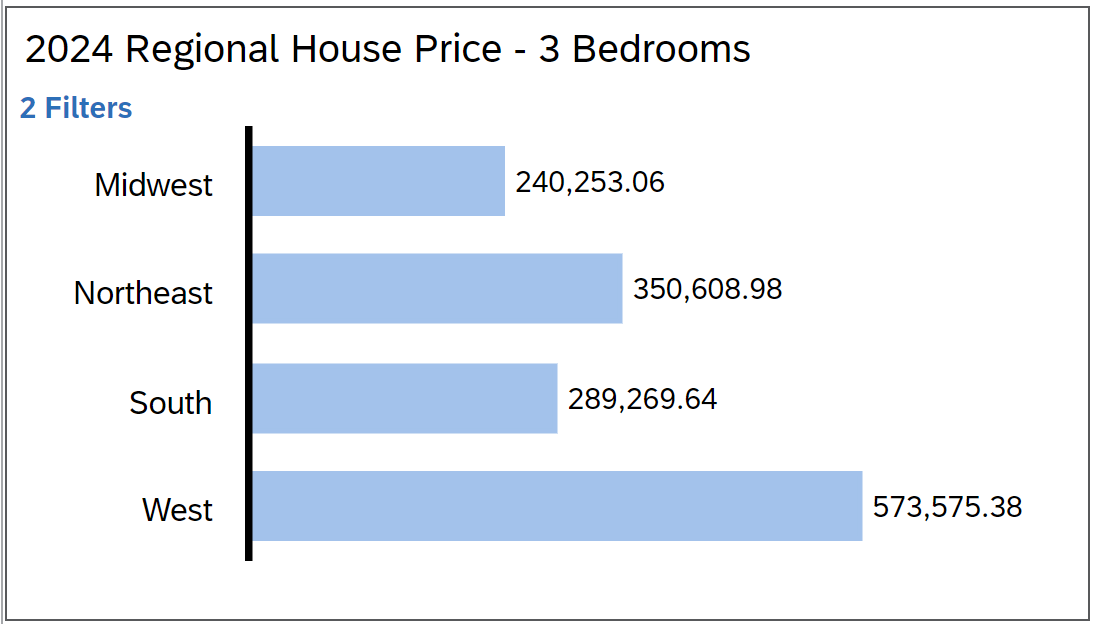 2024 Regional House Price - 3 Bedrooms
2 Filters
Midwest 240,253.06
Northeast 350,608.98
South 289,269.64
West 573,575.38